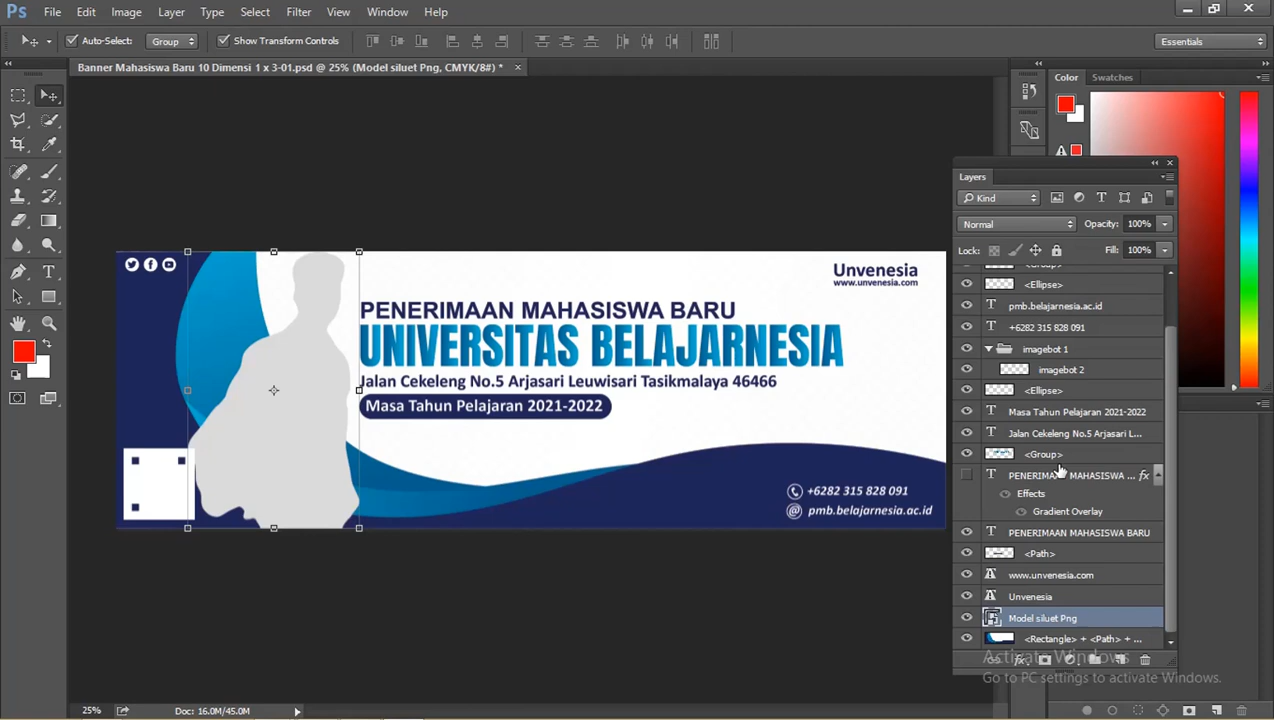 Ps File Edit Image Layer Type Select Filter View Window Help
Auto-Select: Group Show Transform Controls Essentials
Banner Mahasiswa Baru 10 Dimensi 1 x 3-01.psd @ 25% (Model siluet Png, CMYK/8#) * ×
Color Swatches
Layers
Kind
Normal Opacity: 100%
Lock: Fill: 100%
<Group>
<Ellipse>
pmb.belajarnesia.ac.id
+6282 315 828 091
imagebot 1
imagebot 2
<Ellipse>
Masa Tahun Pelajaran 2021-2022
Jalan Cekeleng No.5 Arjasari L...
<Group>
PENERIMAAN MAHASISWA ... fx
Effects
Gradient Overlay
PENERIMAAN MAHASISWA BARU
<Path>
www.unvenesia.com
Unvenesia
Model siluet Png
<Rectangle> + <Path> + ...
Unvenesia
www.unvenesia.com
PENERIMAAN MAHASISWA BARU
UNIVERSITAS BELAJARNESIA
Jalan Cekeleng No.5 Arjasari Leuwisari Tasikmalaya 46466
Masa Tahun Pelajaran 2021-2022
+6282 315 828 091
@ pmb.belajarnesia.ac.id
Activate Windows
Go to PC settings to activate Windows.
25% Doc: 16.0M/45.0M